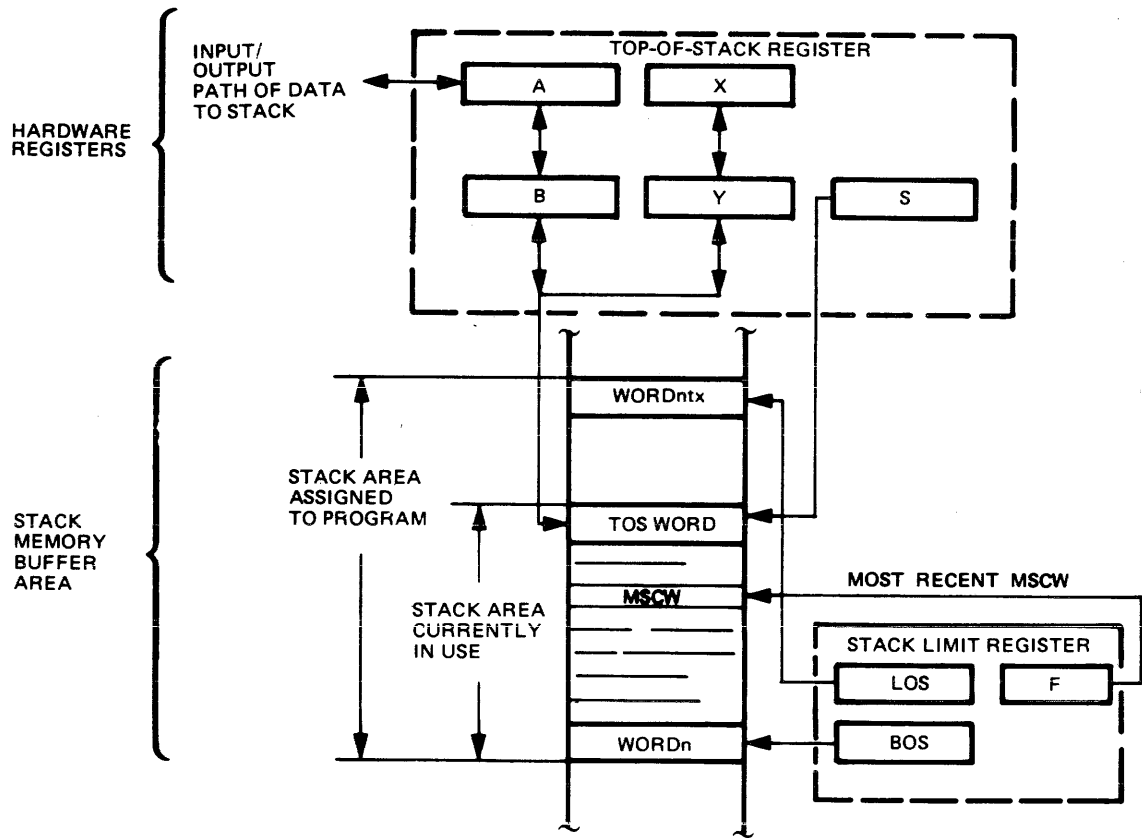 TOP-OF-STACK REGISTER
INPUT/
OUTPUT
PATH OF DATA
TO STACK
A
X
HARDWARE
REGISTERS
B
Y
S
WORDntx
STACK AREA
ASSIGNED
TO PROGRAM
TOS WORD
STACK
MEMORY
BUFFER
AREA
MOST RECENT MSCW
MSCW
STACK AREA
CURRENTLY
IN USE
STACK LIMIT REGISTER
LOS
F
WORDn
BOS